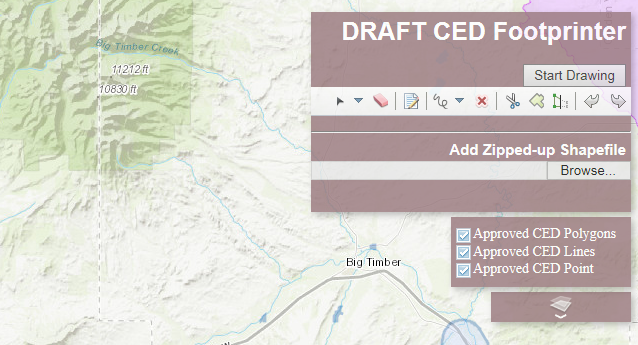 DRAFT CED Footprinter
Big Timber Creek
11212 ft
10830 ft
Start Drawing
Add Zipped-up Shapefile
Browse...
Approved CED Polygons
Approved CED Lines
Approved CED Point
Big Timber